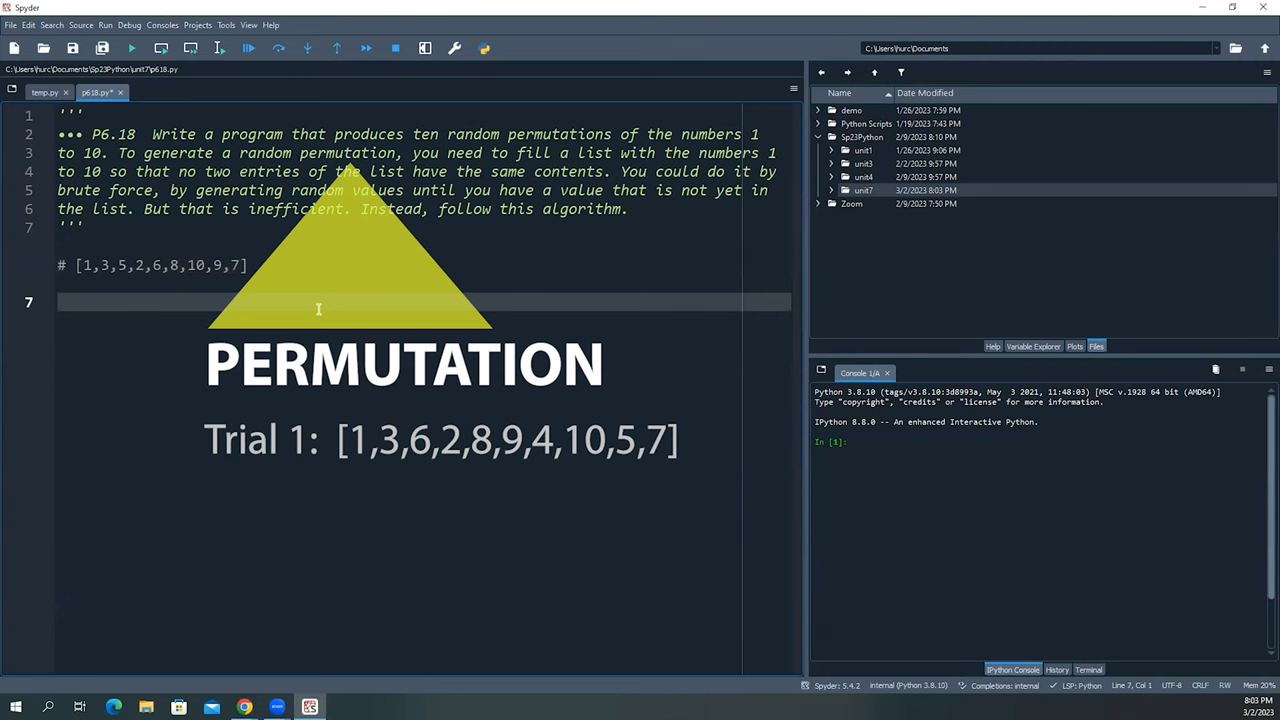 Spyder
File Edit Search Source Run Debug Consoles Projects Tools View Help
C:\Users\hurc\Documents
C:\Users\hurc\Documents\Sp23Python\unit7\p618.py
temp.py
p618.py*
1 '''
2 ••• P6.18 Write a program that produces ten random permutations of the numbers 1
3 to 10. To generate a random permutation, you need to fill a list with the numbers 1
4 to 10 so that no two entries of the list have the same contents. You could do it by
5 brute force, by generating random values until you have a value that is not yet in
6 the list. But that is inefficient. Instead, follow this algorithm.
7 '''
# [1,3,5,2,6,8,10,9,7]
7
PERMUTATION
Trial 1: [1,3,6,2,8,9,4,10,5,7]
Name Date Modified
demo 1/26/2023 7:59 PM
Python Scripts 1/19/2023 7:43 PM
Sp23Python 2/9/2023 8:10 PM
unit1 1/26/2023 9:06 PM
unit3 2/2/2023 9:57 PM
unit4 2/9/2023 9:57 PM
unit7 3/2/2023 8:03 PM
Zoom 2/9/2023 7:50 PM
Help Variable Explorer Plots Files
Console 1/A
Python 3.8.10 (tags/v3.8.10:3d8993a, May 3 2021, 11:48:03) [MSC v.1928 64 bit (AMD64)]
Type "copyright", "credits" or "license" for more information.
IPython 8.8.0 -- An enhanced Interactive Python.
In [1]:
IPython Console History Terminal
Spyder: 5.4.2 internal (Python 3.8.10) Completions: internal LSP: Python Line 7, Col 1 UTF-8 CRLF RW Mem 20%
8:03 PM
3/2/2023